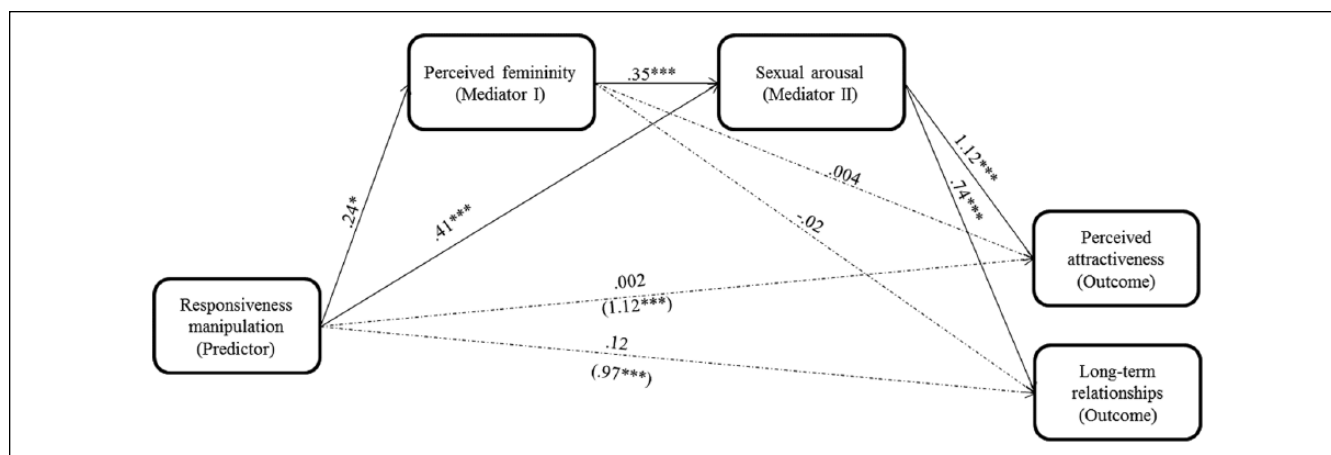 Perceived femininity
(Mediator I)
.35***
Sexual arousal
(Mediator II)
.24*
.41***
.004
-.02
1.12***
.74***
Responsiveness
manipulation
(Predictor)
.002
(1.12***)
.12
(.97***)
Perceived
attractiveness
(Outcome)
Long-term
relationships
(Outcome)